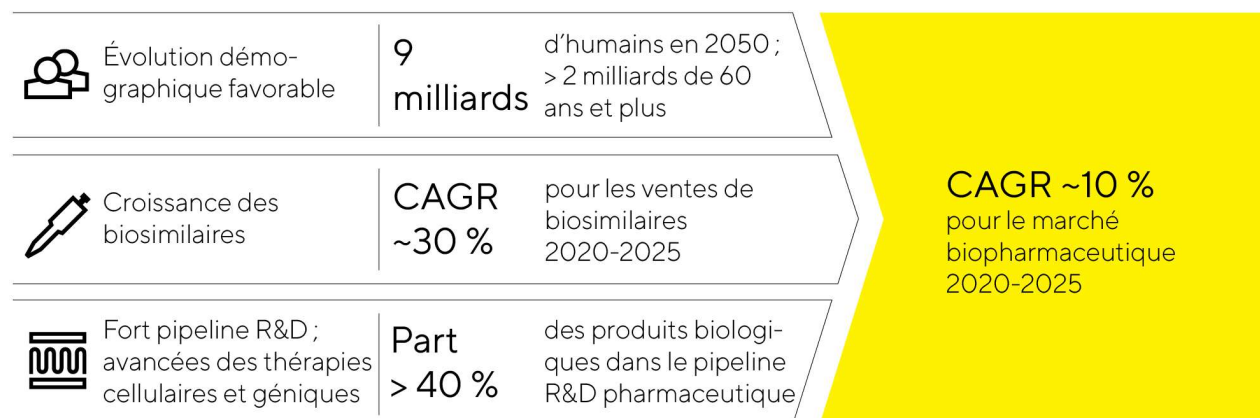 Évolution démo-
graphique favorable
9
milliards
d’humains en 2050 ;
> 2 milliards de 60
ans et plus
Croissance des
biosimilaires
CAGR
~30 %
pour les ventes de
biosimilaires
2020-2025
Fort pipeline R&D ;
avancées des thérapies
cellulaires et géniques
Part
> 40 %
des produits biologi-
ques dans le pipeline
R&D pharmaceutique
CAGR ~10 %
pour le marché
biopharmaceutique
2020-2025